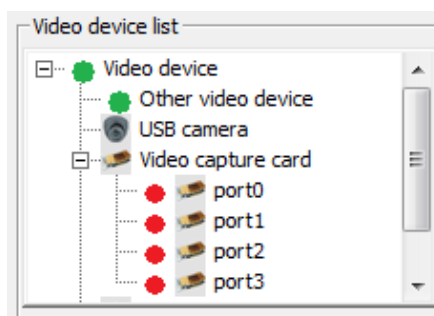 Video device list
Video device
Other video device
USB camera
Video capture card
port0
port1
port2
port3